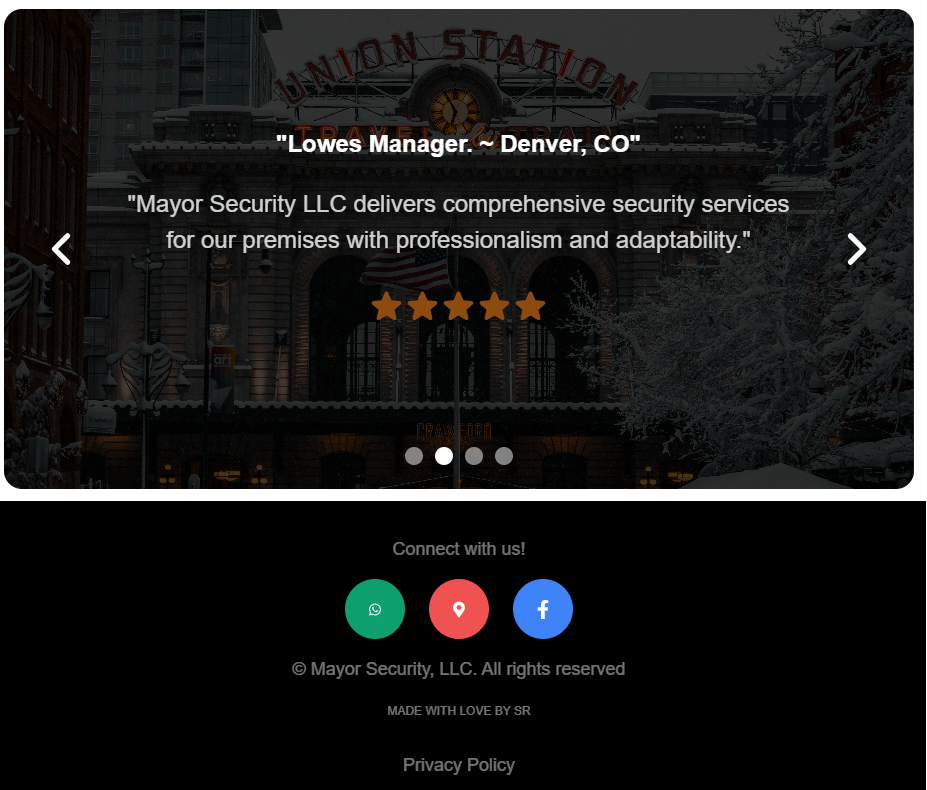 UNION STATION
TRAVEL by TRAIN
"Lowes Manager. ~ Denver, CO"
"Mayor Security LLC delivers comprehensive security services
for our premises with professionalism and adaptability."
CRAWFORD
Connect with us!
© Mayor Security, LLC. All rights reserved
MADE WITH LOVE BY SR
Privacy Policy